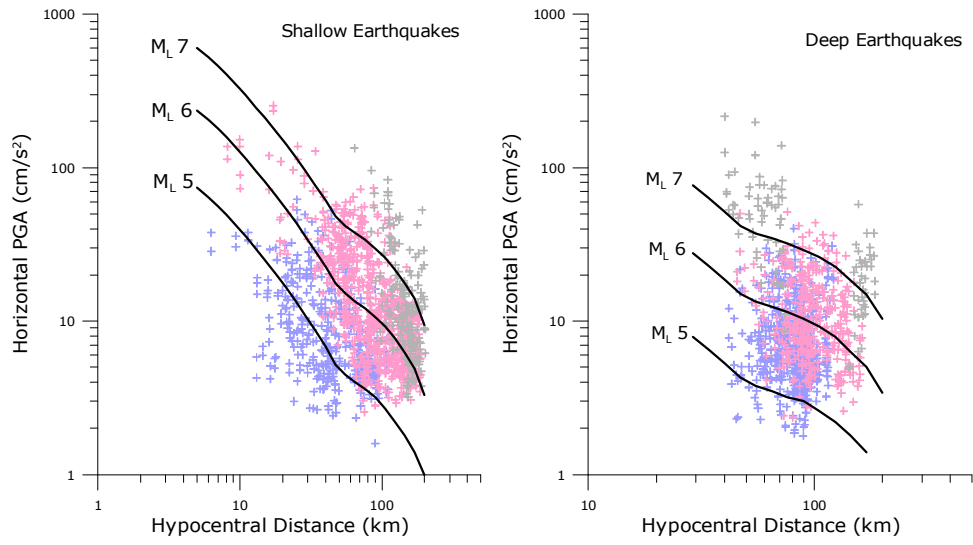 Shallow Earthquakes
M_L 7
M_L 6
M_L 5
1000
100
10
1
1
10
100
Horizontal PGA (cm/s²)
Hypocentral Distance (km)
Deep Earthquakes
M_L 7
M_L 6
M_L 5
1000
100
10
1
10
100
Horizontal PGA (cm/s²)
Hypocentral Distance (km)